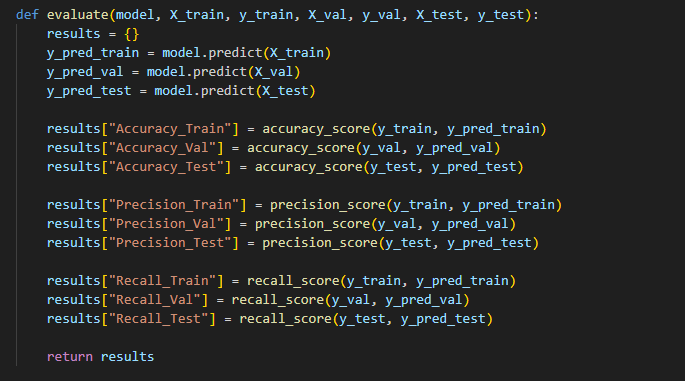 def evaluate(model, X_train, y_train, X_val, y_val, X_test, y_test):
    results = {}
    y_pred_train = model.predict(X_train)
    y_pred_val = model.predict(X_val)
    y_pred_test = model.predict(X_test)

    results["Accuracy_Train"] = accuracy_score(y_train, y_pred_train)
    results["Accuracy_Val"] = accuracy_score(y_val, y_pred_val)
    results["Accuracy_Test"] = accuracy_score(y_test, y_pred_test)

    results["Precision_Train"] = precision_score(y_train, y_pred_train)
    results["Precision_Val"] = precision_score(y_val, y_pred_val)
    results["Precision_Test"] = precision_score(y_test, y_pred_test)

    results["Recall_Train"] = recall_score(y_train, y_pred_train)
    results["Recall_Val"] = recall_score(y_val, y_pred_val)
    results["Recall_Test"] = recall_score(y_test, y_pred_test)

    return results